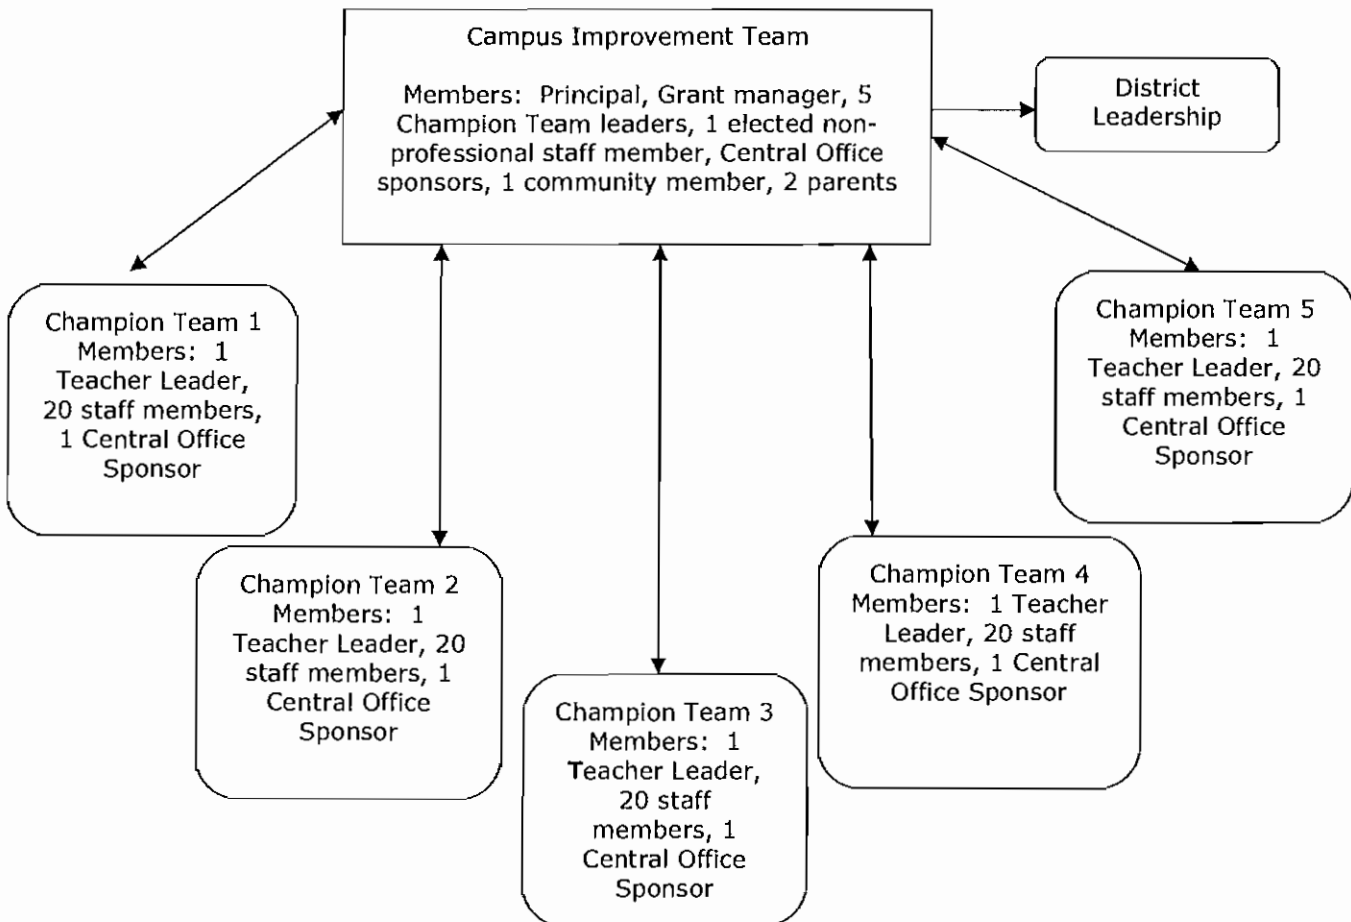 Campus Improvement Team
Members: Principal, Grant manager, 5
Champion Team leaders, 1 elected non-
professional staff member, Central Office
sponsors, 1 community member, 2 parents
District
Leadership
Champion Team 1
Members: 1
Teacher Leader,
20 staff members,
1 Central Office
Sponsor
Champion Team 2
Members: 1
Teacher Leader, 20
staff members, 1
Central Office
Sponsor
Champion Team 3
Members: 1
Teacher Leader,
20 staff
members, 1
Central Office
Sponsor
Champion Team 4
Members: 1 Teacher
Leader, 20 staff
members, 1 Central
Office Sponsor
Champion Team 5
Members: 1
Teacher Leader, 20
staff members, 1
Central Office
Sponsor